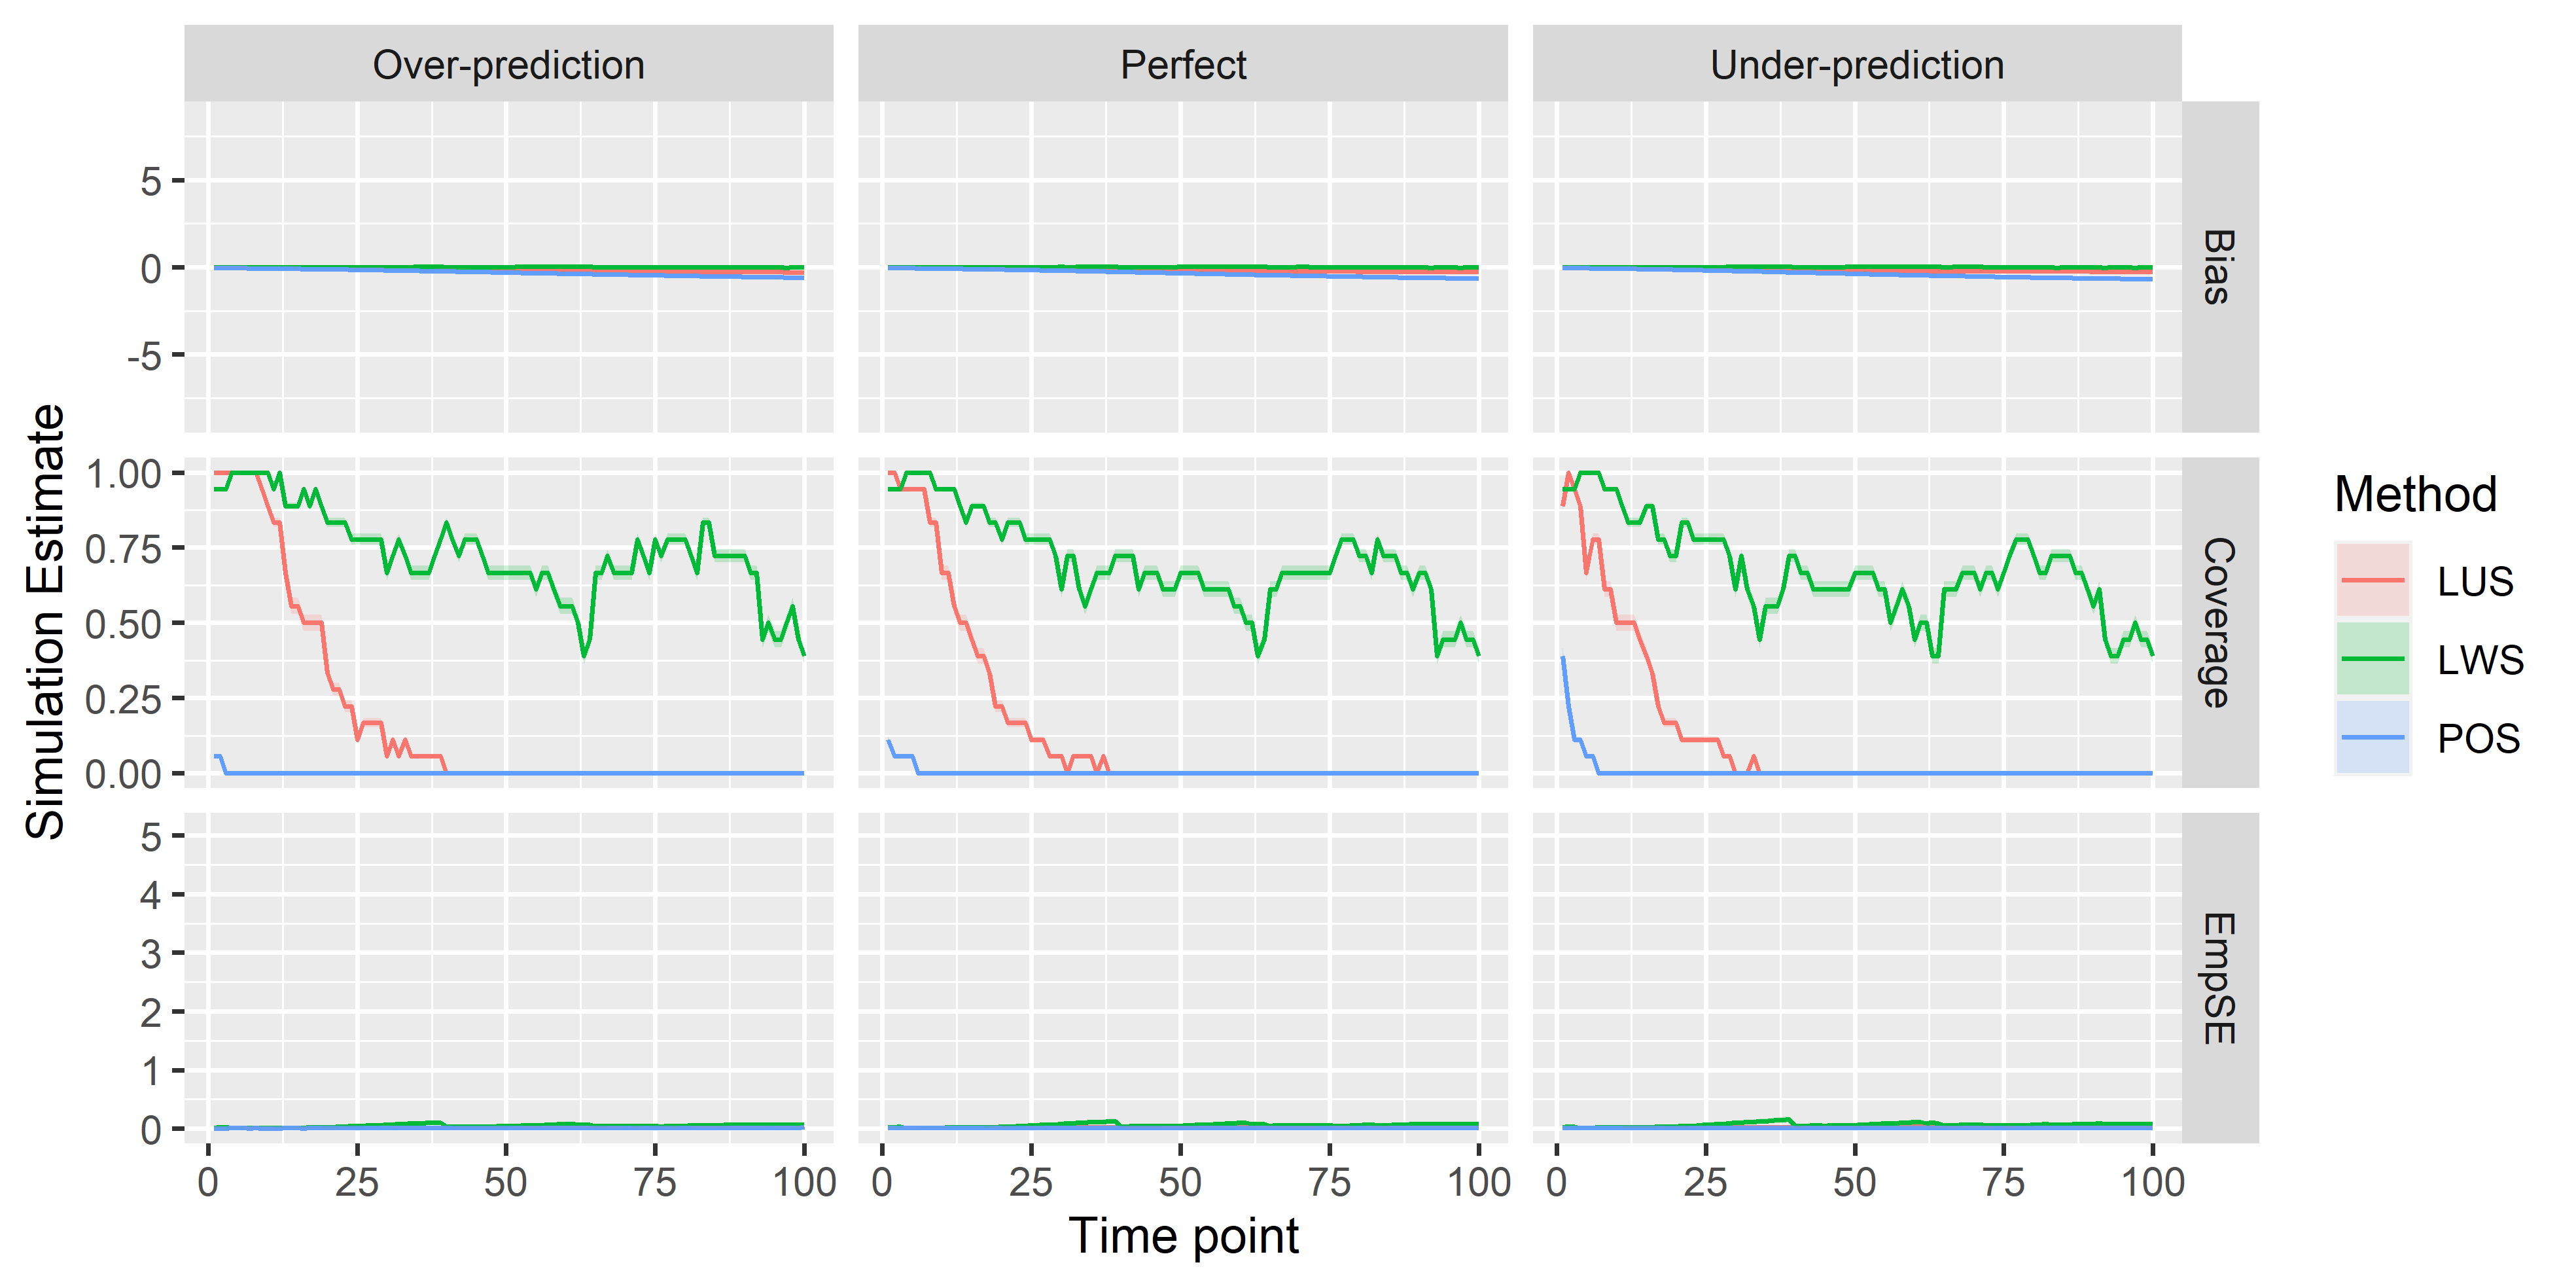 Over-prediction
Perfect
Under-prediction
Simulation Estimate
5
0
-5
Bias
1.00
0.75
0.50
0.25
0.00
Coverage
5
4
3
2
1
0
EmpSE
0 25 50 75 100
0 25 50 75 100
0 25 50 75 100
Time point
Method
LUS
LWS
POS